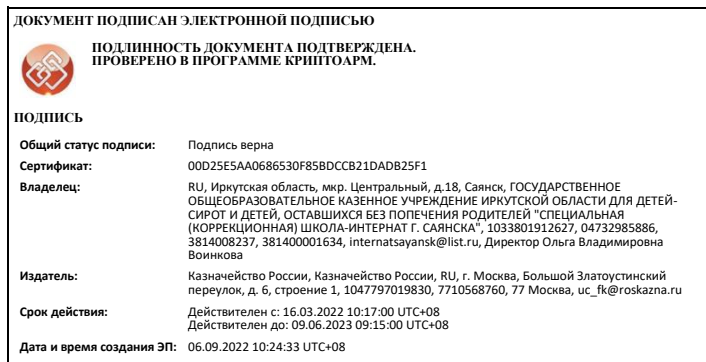 ДОКУМЕНТ ПОДПИСАН ЭЛЕКТРОННОЙ ПОДПИСЬЮ
ПОДЛИННОСТЬ ДОКУМЕНТА ПОДТВЕРЖДЕНА.
ПРОВЕРЕНО В ПРОГРАММЕ КРИПТОАРМ.
ПОДПИСЬ
Общий статус подписи: Подпись верна
Сертификат: 00D25E5AA0686530F85BDCCB21DADB25F1
Владелец: RU, Иркутская область, мкр. Центральный, д.18, Саянск, ГОСУДАРСТВЕННОЕ
ОБЩЕОБРАЗОВАТЕЛЬНОЕ КАЗЕННОЕ УЧРЕЖДЕНИЕ ИРКУТСКОЙ ОБЛАСТИ ДЛЯ ДЕТЕЙ-
СИРОТ И ДЕТЕЙ, ОСТАВШИХСЯ БЕЗ ПОПЕЧЕНИЯ РОДИТЕЛЕЙ "СПЕЦИАЛЬНАЯ
(КОРРЕКЦИОННАЯ) ШКОЛА-ИНТЕРНАТ Г. САЯНСКА", 1033801912627, 04732985886,
3814008237, 381400001634, internatsayansk@list.ru, Директор Ольга Владимировна
Воинкова
Издатель: Казначейство России, Казначейство России, RU, г. Москва, Большой Златоустинский
переулок, д. 6, строение 1, 1047797019830, 7710568760, 77 Москва, uc_fk@roskazna.ru
Срок действия: Действителен с: 16.03.2022 10:17:00 UTC+08
Действителен до: 09.06.2023 09:15:00 UTC+08
Дата и время создания ЭП: 06.09.2022 10:24:33 UTC+08